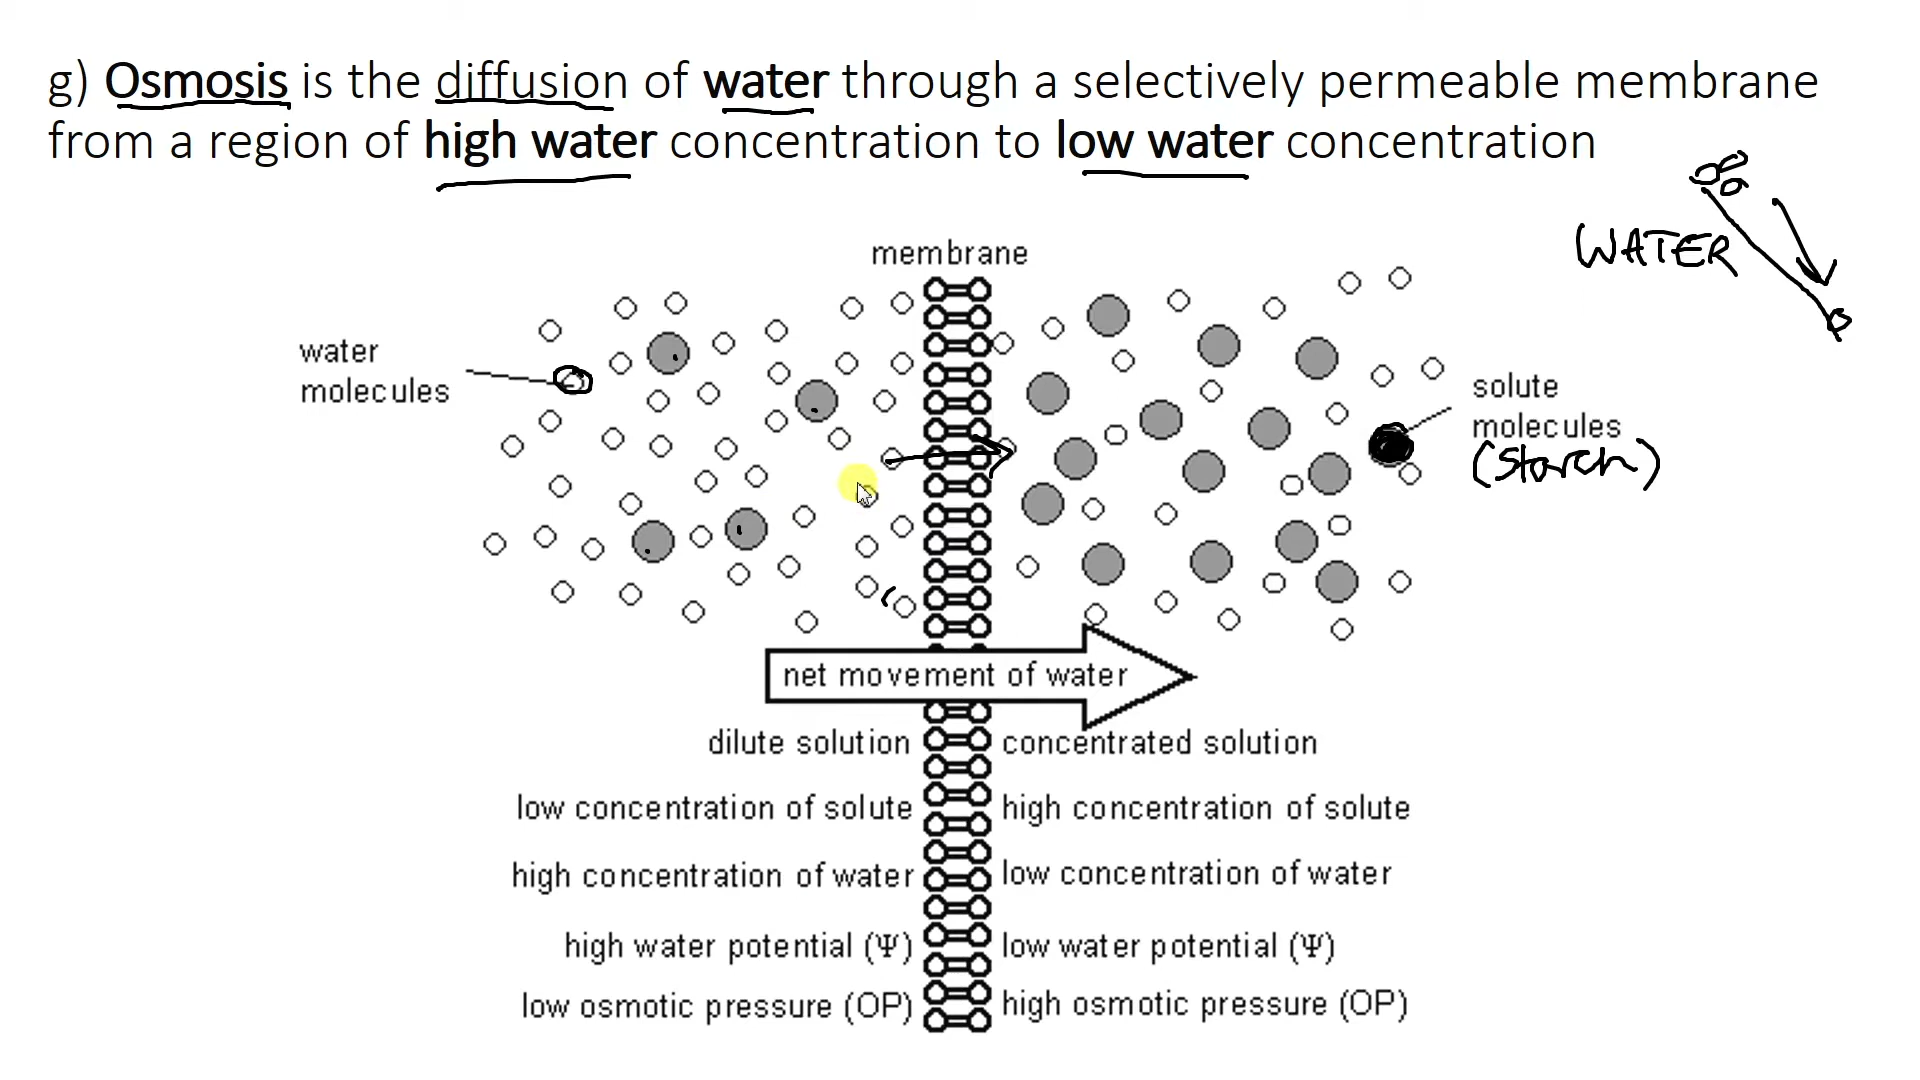 g) Osmosis is the diffusion of water through a selectively permeable membrane
from a region of high water concentration to low water concentration
WATER
membrane
water
molecules
solute
molecules
(starch)
net movement of water
dilute solution
concentrated solution
low concentration of solute
high concentration of solute
high concentration of water
low concentration of water
high water potential (Ψ)
low water potential (Ψ)
low osmotic pressure (OP)
high osmotic pressure (OP)